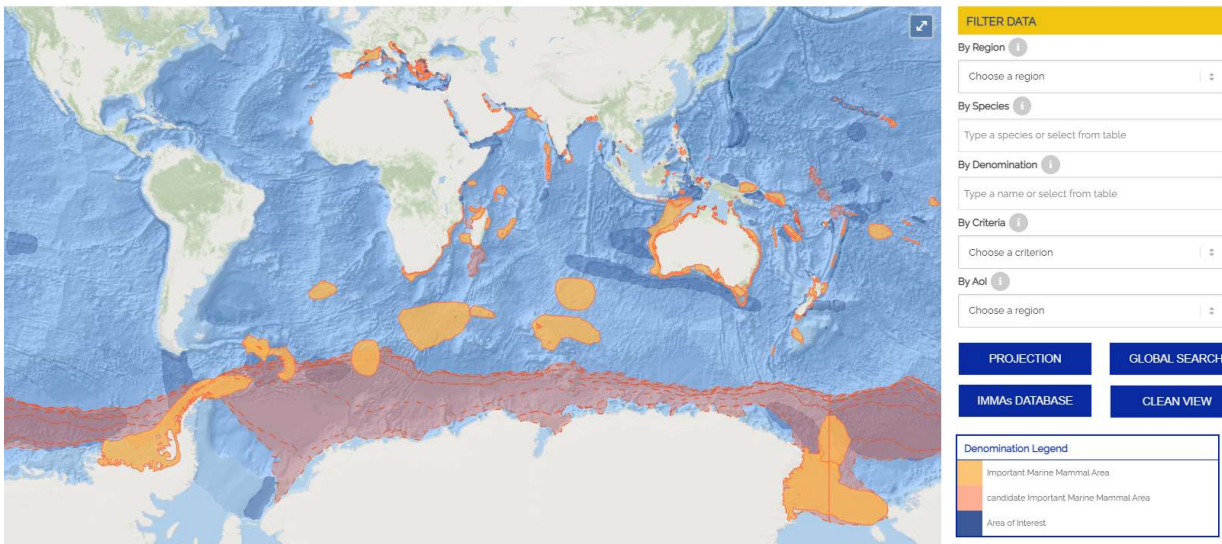 FILTER DATA
By Region i
Choose a region
By Species i
Type a species or select from table
By Denomination i
Type a name or select from table
By Criteria i
Choose a criterion
By AoI i
Choose a region
PROJECTION
GLOBAL SEARCH
IMMAs DATABASE
CLEAN VIEW
Denomination Legend
Important Marine Mammal Area
candidate Important Marine Mammal Area
Area of Interest